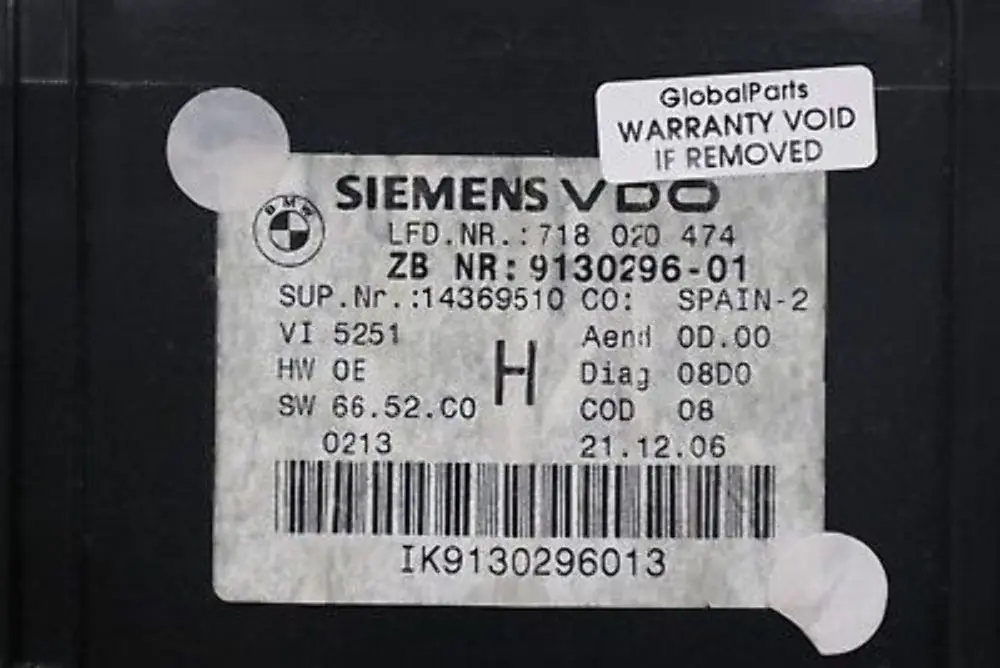 GlobalParts
WARRANTY VOID
IF REMOVED
SIEMENS VDO
BMW
LFD.NR.:718 020 474
ZB NR:9130296-01
SUP.Nr.:14369510 CO: SPAIN-2
VI 5251 Aend 0D.00
HW 0E H Diag 08D0
SW 66.52.C0 COD 08
0213 21.12.06
IK9130296013